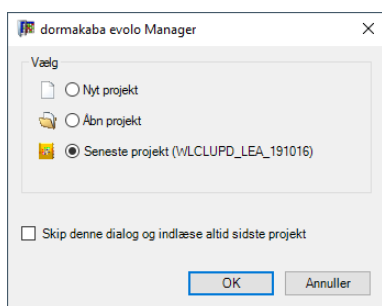 dormakaba evolo Manager
Vælg
Nyt projekt
Åbn projekt
Seneste projekt (WLCLUPD_LEA_191016)
Skip denne dialog og indlæse altid sidste projekt
OK Annuller